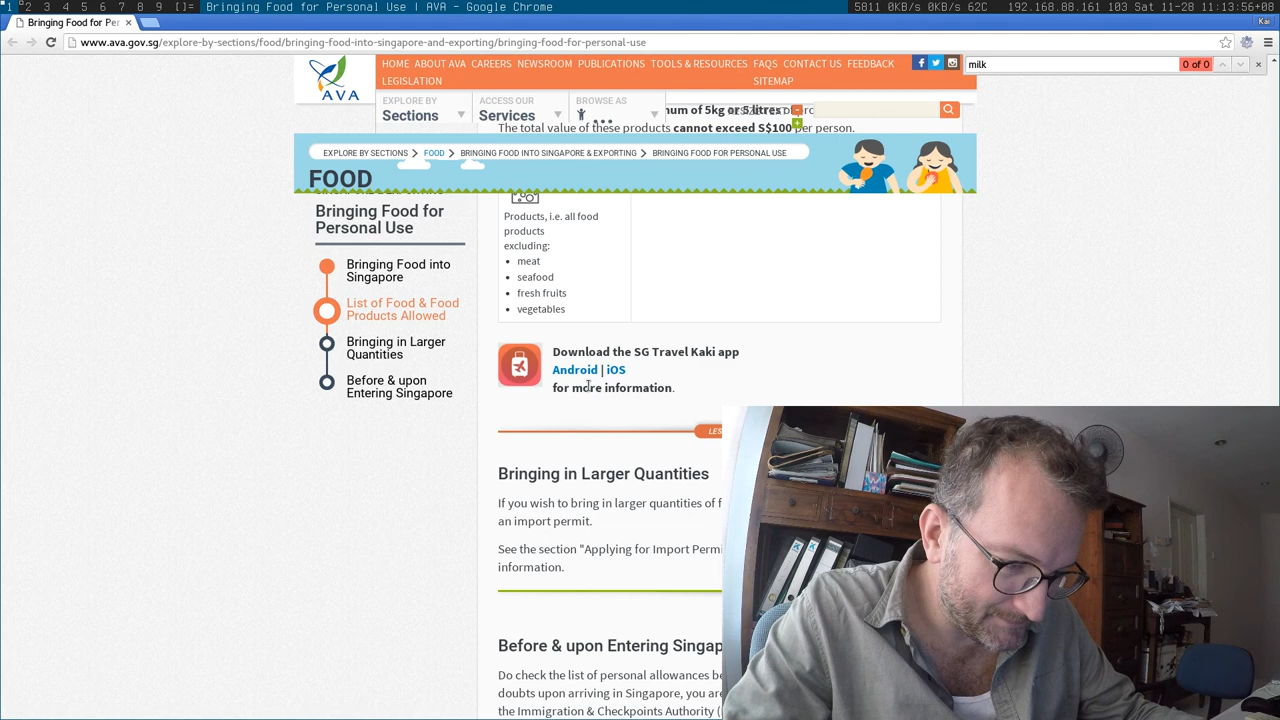 1 2 3 4 5 6 7 8 9 []= Bringing Food for Personal Use | AVA - Google Chrome
5811 0KB/s 0KB/s 62C 192.168.88.161 103 Sat 11-28 11:13:56+08
Bringing Food for Per ×
Kai
www.ava.gov.sg/explore-by-sections/food/bringing-food-into-singapore-and-exporting/bringing-food-for-personal-use
milk 0 of 0
AVA
HOME ABOUT AVA CAREERS NEWSROOM PUBLICATIONS TOOLS & RESOURCES FAQS CONTACT US FEEDBACK
LEGISLATION SITEMAP
EXPLORE BY
Sections
ACCESS OUR
Services
BROWSE AS
...
5kg or 5 litres
The total value of these products cannot exceed S$100 per person.
EXPLORE BY SECTIONS > FOOD > BRINGING FOOD INTO SINGAPORE & EXPORTING > BRINGING FOOD FOR PERSONAL USE
FOOD
Bringing Food for
Personal Use
Bringing Food into
Singapore
List of Food & Food
Products Allowed
Bringing in Larger
Quantities
Before & upon
Entering Singapore
Products, i.e. all food
products
excluding:
• meat
• seafood
• fresh fruits
• vegetables
Download the SG Travel Kaki app
Android | iOS
for more information.
LES
Bringing in Larger Quantities
If you wish to bring in larger quantities of f
an import permit.
See the section "Applying for Import Permi
information.
Before & upon Entering Singap
Do check the list of personal allowances be
doubts upon arriving in Singapore, you are
the Immigration & Checkpoints Authority (